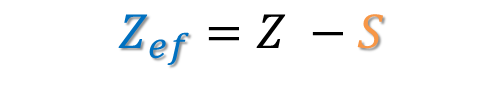 Z_ef = Z − S